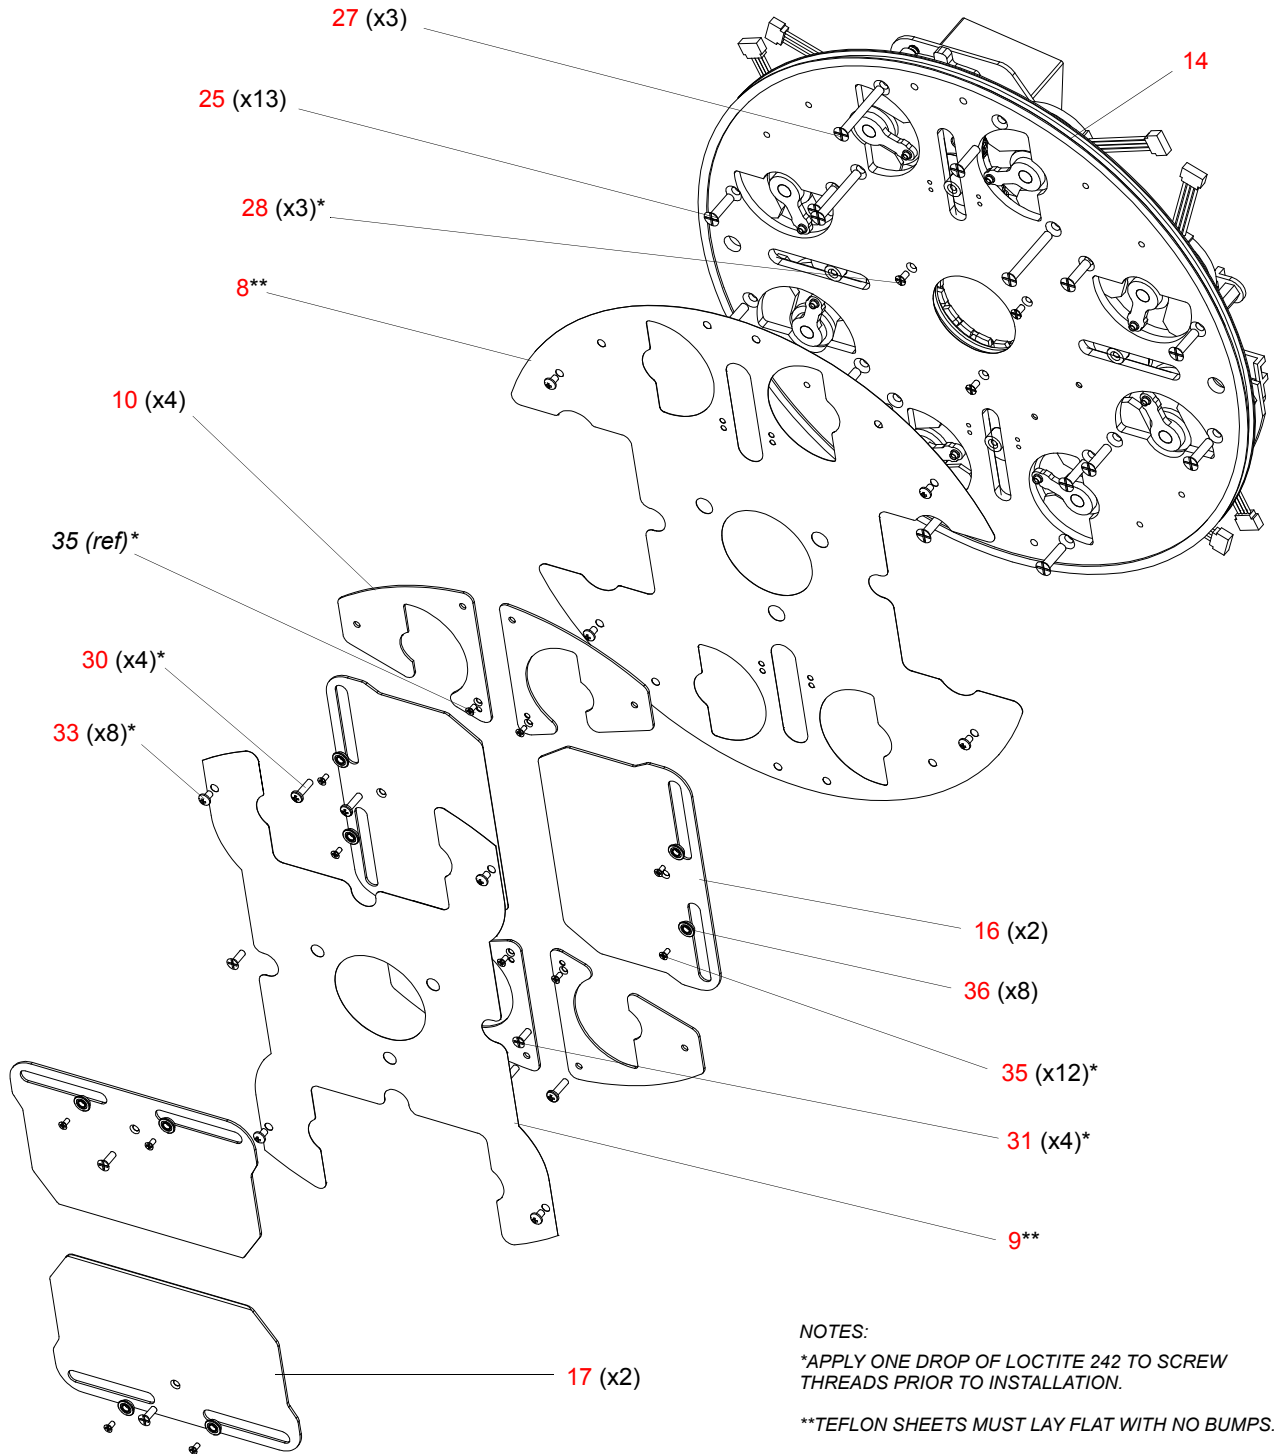 27 (x3)
14
25 (x13)
28 (x3)*
8**
10 (x4)
35 (ref)*
30 (x4)*
33 (x8)*
16 (x2)
36 (x8)
35 (x12)*
31 (x4)*
9**
17 (x2)
NOTES:
*APPLY ONE DROP OF LOCTITE 242 TO SCREW
THREADS PRIOR TO INSTALLATION.
**TEFLON SHEETS MUST LAY FLAT WITH NO BUMPS.